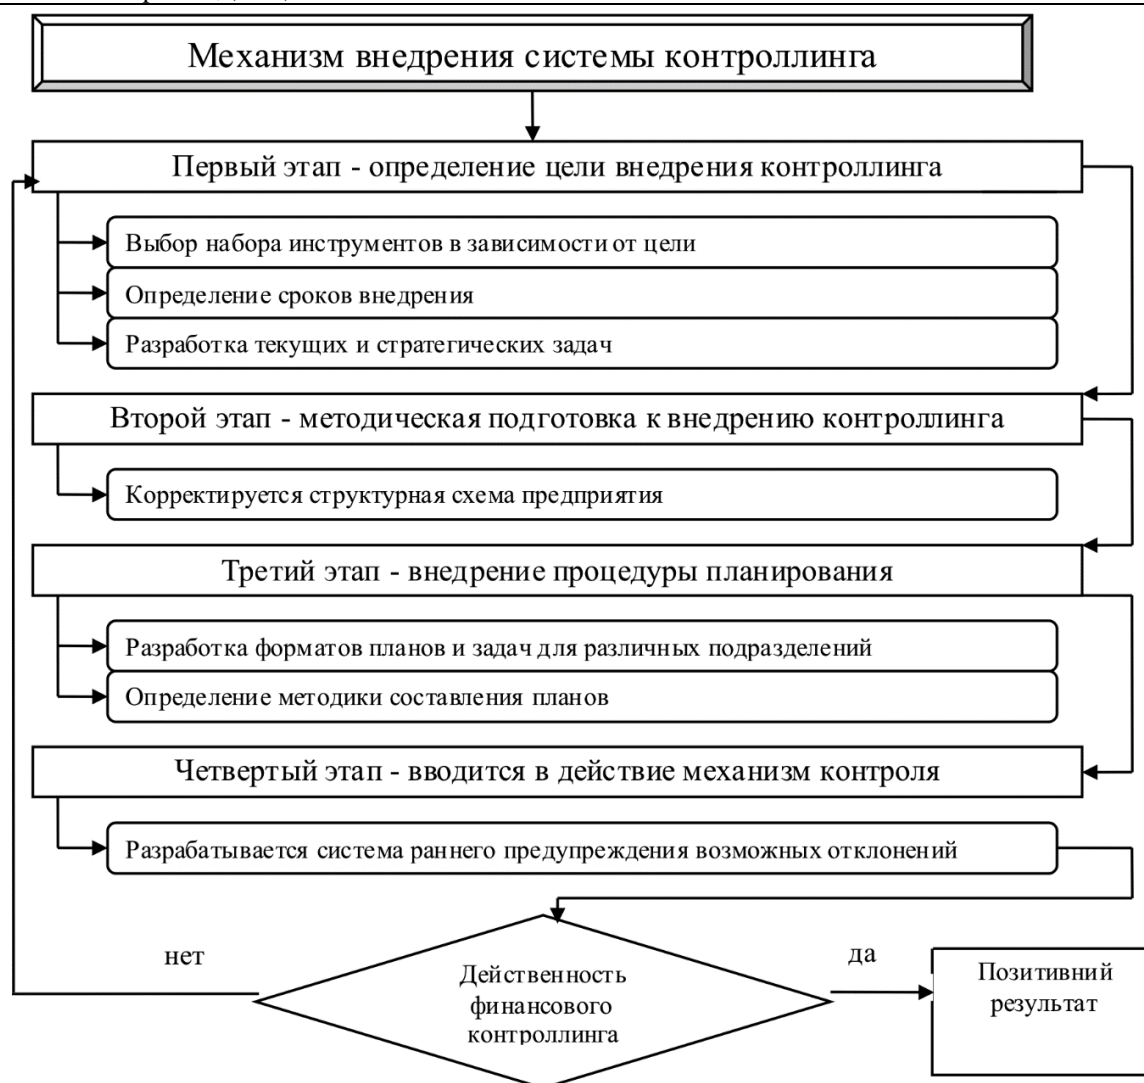 Механизм внедрения системы контроллинга
Первый этап - определение цели внедрения контроллинга
Выбор набора инструментов в зависимости от цели
Определение сроков внедрения
Разработка текущих и стратегических задач
Второй этап - методическая подготовка к внедрению контроллинга
Корректируется структурная схема предприятия
Третий этап - внедрение процедуры планирования
Разработка форматов планов и задач для различных подразделений
Определение методики составления планов
Четвертый этап - вводится в действие механизм контроля
Разрабатывается система раннего предупреждения возможных отклонений
нет
Действенность
финансового
контроллинга
да
Позитивний
результат